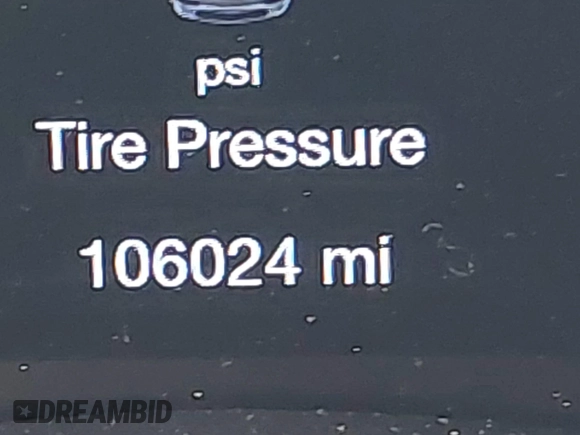 psi
Tire Pressure
106024 mi
DREAMBID